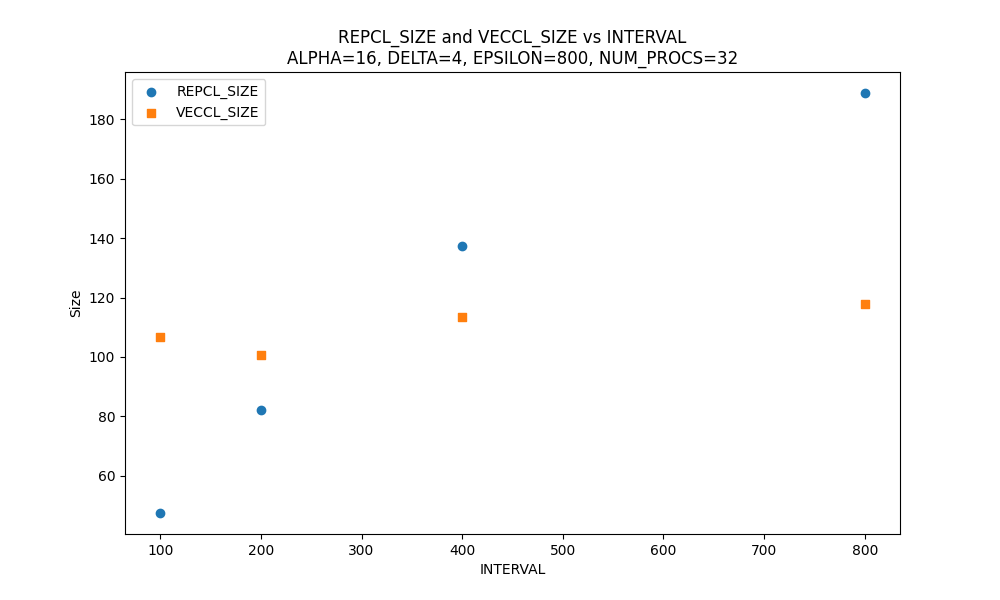 REPCL_SIZE and VECCL_SIZE vs INTERVAL
ALPHA=16, DELTA=4, EPSILON=800, NUM_PROCS=32
REPCL_SIZE
VECCL_SIZE
Size
180
160
140
120
100
80
60
100 200 300 400 500 600 700 800
INTERVAL